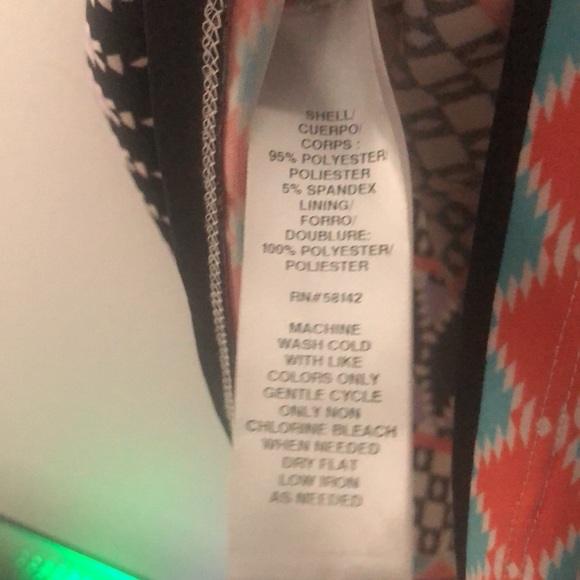 SHELL/
CUERPO/
CORPS :
95% POLYESTER/
POLIESTER
5% SPANDEX
LINING/
FORRO/
DOUBLURE:
100% POLYESTER/
POLIESTER
RN#58142
MACHINE
WASH COLD
WITH LIKE
COLORS ONLY
GENTLE CYCLE
ONLY NON
CHLORINE BLEACH
WHEN NEEDED
DRY FLAT
LOW IRON
AS NEEDED